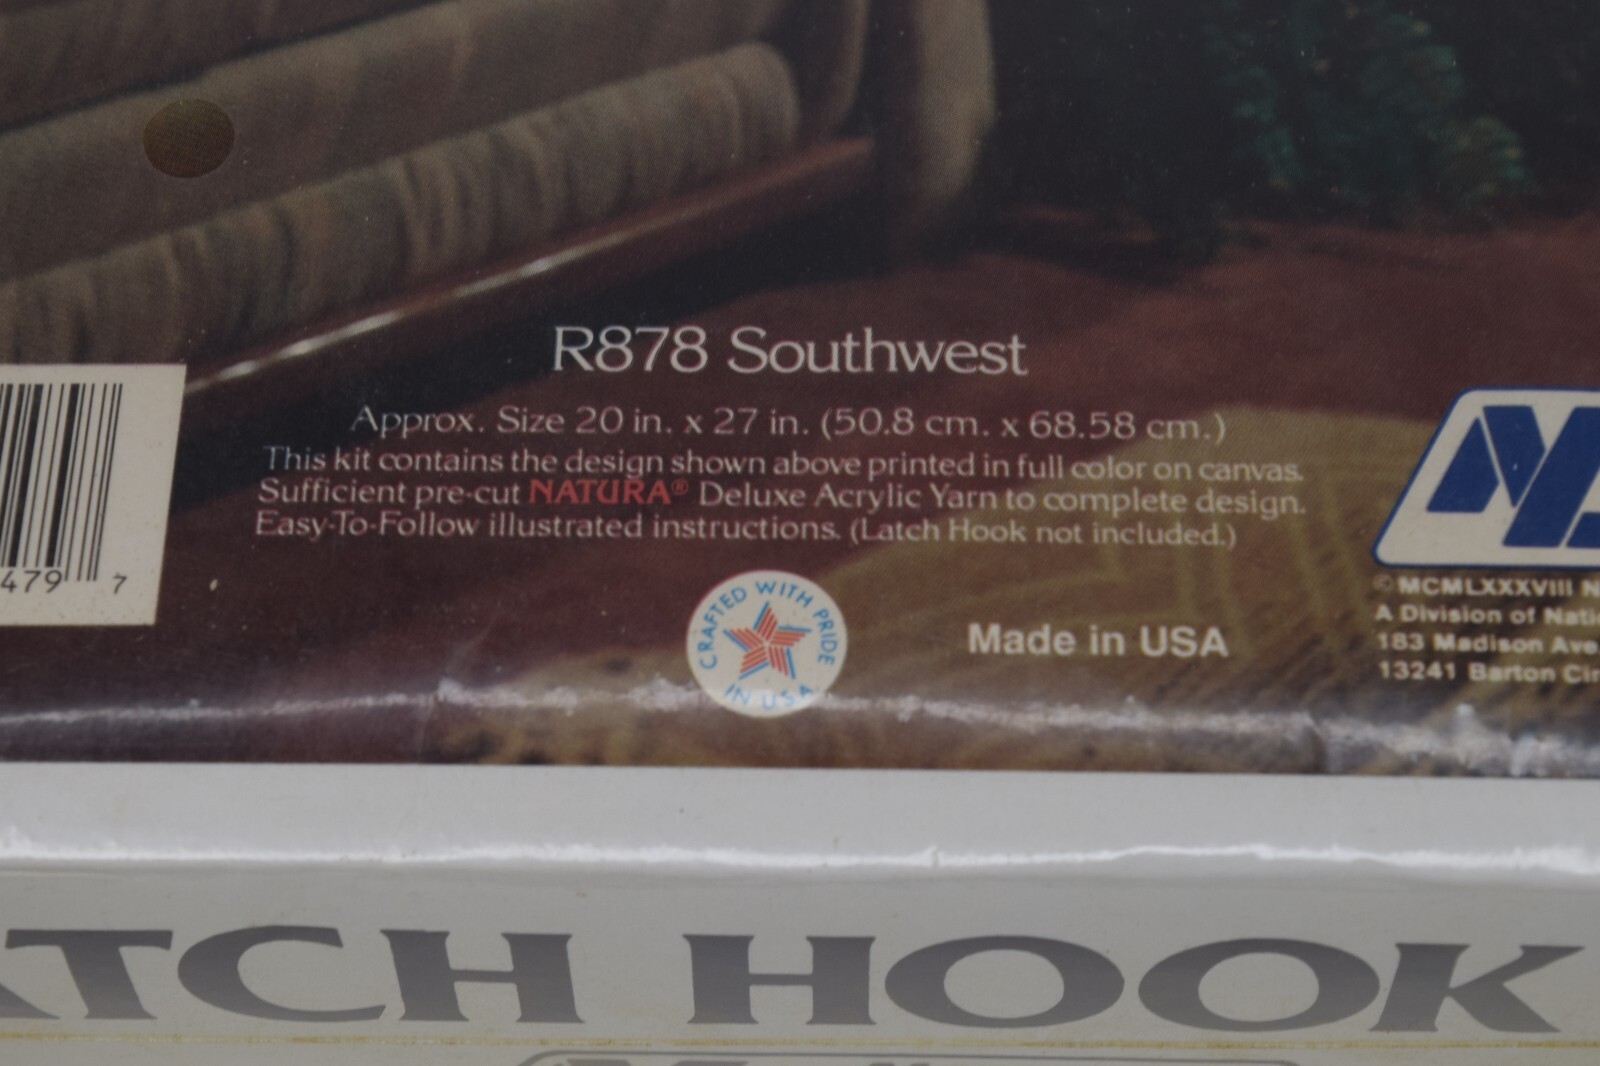 R878 Southwest
Approx. Size 20 in. x 27 in. (50.8 cm. x 68.58 cm.)
This kit contains the design shown above printed in full color on canvas.
Sufficient pre-cut NATURA® Deluxe Acrylic Yarn to complete design.
Easy-To-Follow illustrated instructions. (Latch Hook not included.)
479 7
CRAFTED WITH PRIDE
IN U.S.A
Made in USA
© MCMLXXXVIII N
A Division of Nati
183 Madison Ave.
13241 Barton Cir
ATCH HOOK